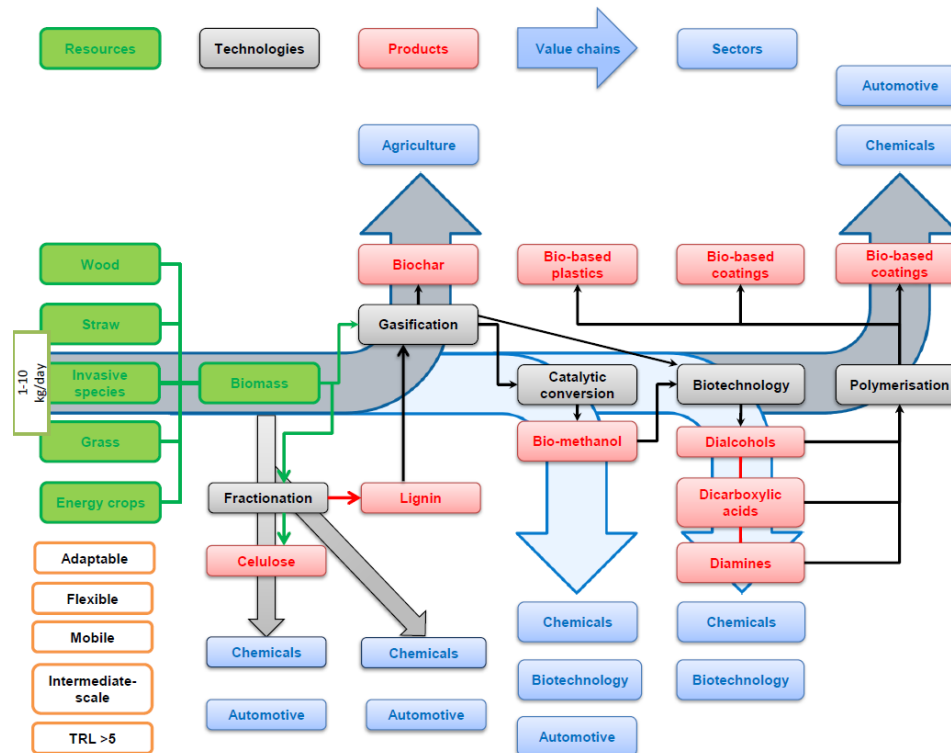 Resources
Technologies
Products
Value chains
Sectors
Automotive
Agriculture
Chemicals
Wood
Biochar
Bio-based
plastics
Bio-based
coatings
Bio-based
coatings
Straw
Gasification
1-10
kg/day
Invasive
species
Biomass
Catalytic
conversion
Biotechnology
Polymerisation
Grass
Bio-methanol
Dialcohols
Energy crops
Fractionation
Lignin
Dicarboxylic
acids
Adaptable
Celulose
Diamines
Flexible
Mobile
Chemicals
Chemicals
Chemicals
Chemicals
Intermediate-
scale
Biotechnology
Biotechnology
Automotive
Automotive
TRL >5
Automotive